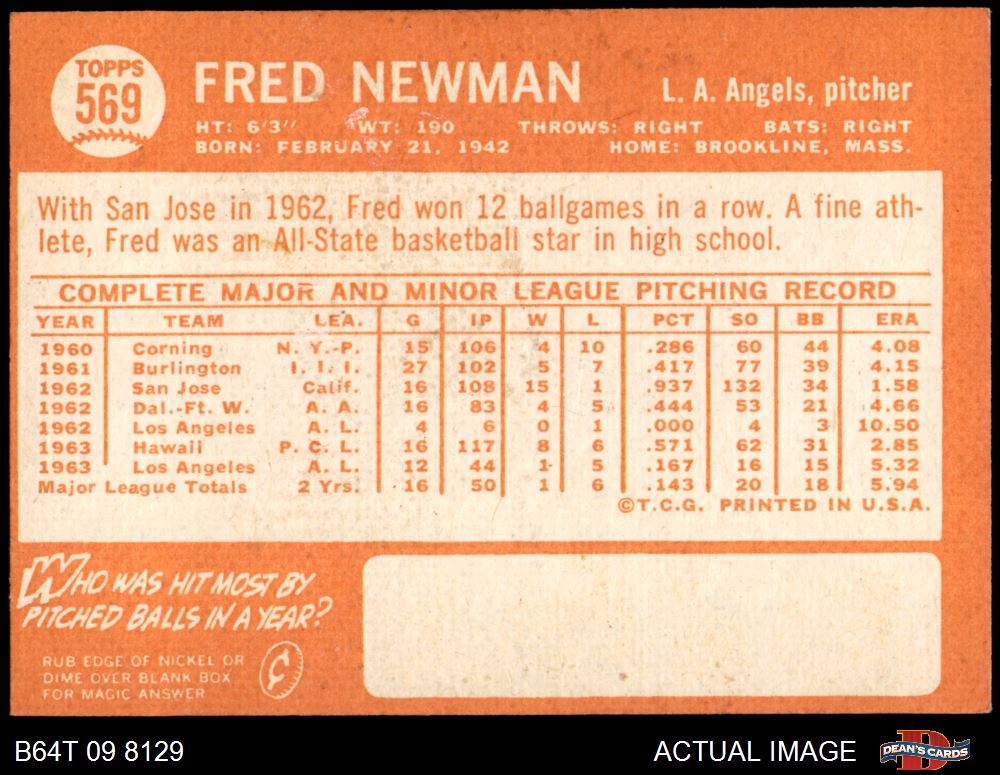 TOPPS
569
FRED NEWMAN
L. A. Angels, pitcher
HT: 6'3" WT: 190 THROWS: RIGHT BATS: RIGHT
BORN: FEBRUARY 21, 1942 HOME: BROOKLINE, MASS.
With San Jose in 1962, Fred won 12 ballgames in a row. A fine ath-
lete, Fred was an All-State basketball star in high school.
COMPLETE MAJOR AND MINOR LEAGUE PITCHING RECORD
YEAR TEAM LEA. G IP W L PCT SO BB ERA
1960 Corning N. Y.-P. 15 106 4 10 .286 60 44 4.08
1961 Burlington I. I. I. 27 102 5 7 .417 77 39 4.15
1962 San Jose Calif. 16 108 15 1 .937 132 34 1.58
1962 Dal.-Ft. W. A. A. 16 83 4 5 .444 53 21 4.66
1962 Los Angeles A. L. 4 6 0 1 .000 4 3 10.50
1963 Hawaii P. C. L. 16 117 8 6 .571 62 31 2.85
1963 Los Angeles A. L. 12 44 1 5 .167 16 15 5.32
Major League Totals 2 Yrs. 16 50 1 6 .143 20 18 5.94
©T.C.G. PRINTED IN U.S.A.
WHO WAS HIT MOST BY
PITCHED BALLS IN A YEAR?
RUB EDGE OF NICKEL OR
DIME OVER BLANK BOX
FOR MAGIC ANSWER
¢
B64T 09 8129
ACTUAL IMAGE
DEAN'S CARDS